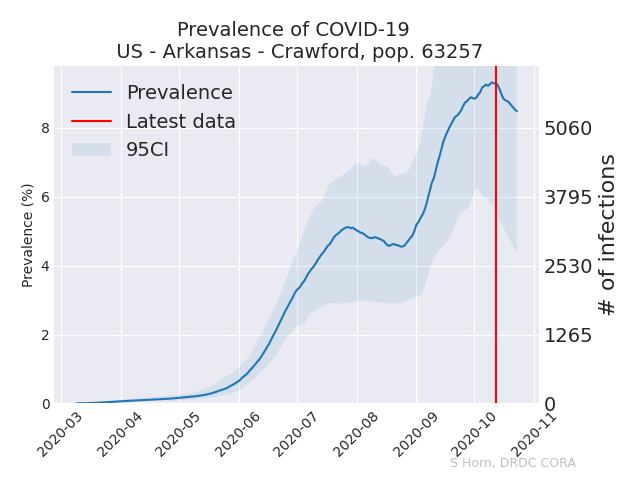 Prevalence of COVID-19
US - Arkansas - Crawford, pop. 63257
Prevalence
Latest data
95CI
Prevalence (%)
8
6
4
2
0
5060
3795
2530
1265
0
# of infections
2020-03
2020-04
2020-05
2020-06
2020-07
2020-08
2020-09
2020-10
2020-11
S Horn, DRDC CORA